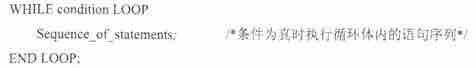 WHILE condition LOOP
Sequence_of_statements; /*条件为真时执行循环体内的语句序列*/
END LOOP;